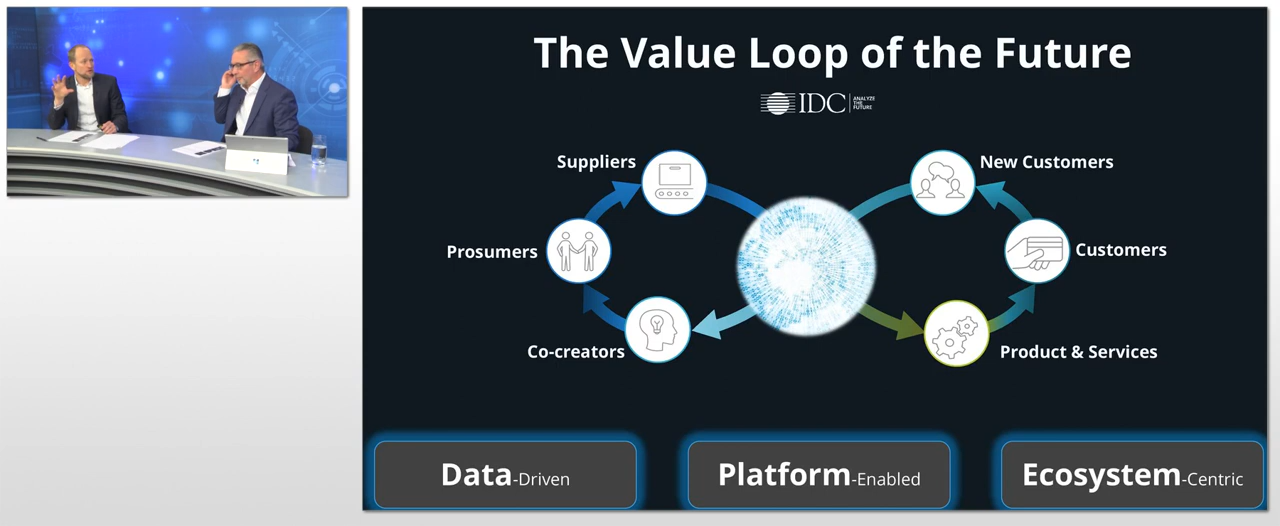 The Value Loop of the Future
IDC
ANALYZE
THE
FUTURE
Suppliers
New Customers
Prosumers
Customers
Co-creators
Product & Services
Data-Driven
Platform-Enabled
Ecosystem-Centric